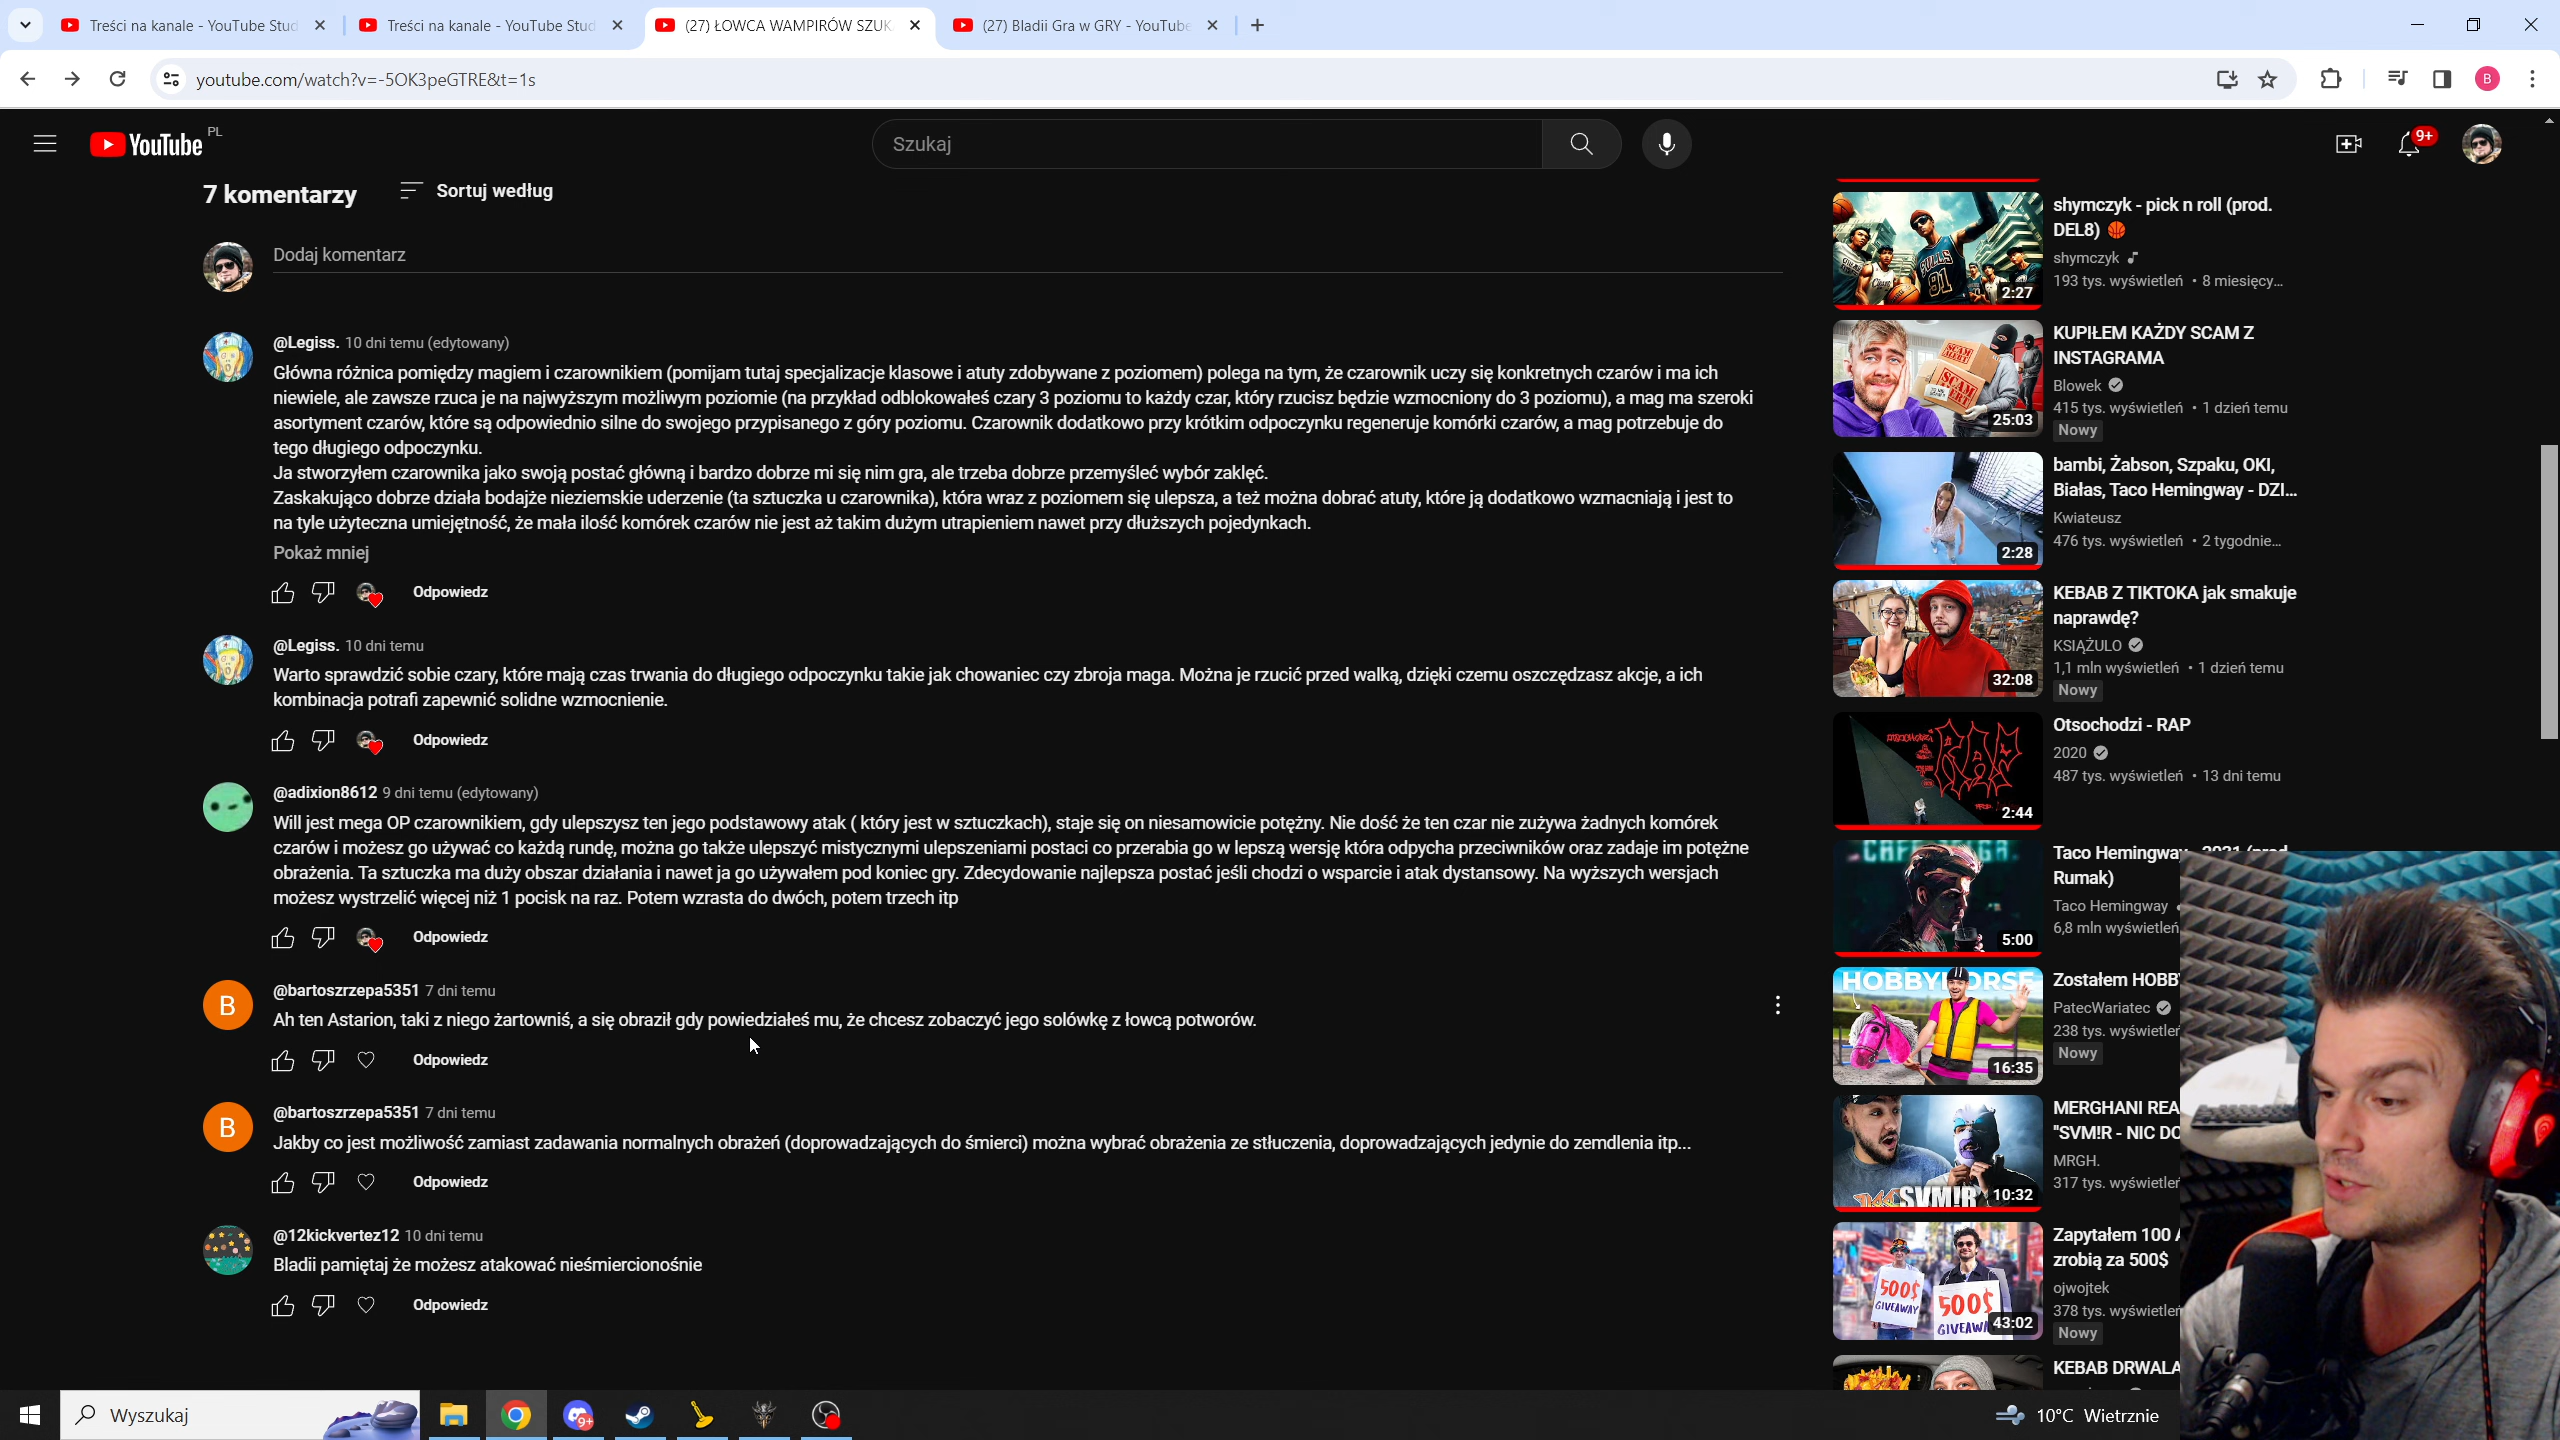 Treści na kanale - YouTube Stud
Treści na kanale - YouTube Stud
(27) ŁOWCA WAMPIRÓW SZUK
(27) Bladii Gra w GRY - YouTube
youtube.com/watch?v=-5OK3peGTRE&t=1s
B
YouTube PL
Szukaj
9+
7 komentarzy
Sortuj według
Dodaj komentarz
@Legiss. 10 dni temu (edytowany)
Główna różnica pomiędzy magiem i czarownikiem (pomijam tutaj specjalizacje klasowe i atuty zdobywane z poziomem) polega na tym, że czarownik uczy się konkretnych czarów i ma ich
niewiele, ale zawsze rzuca je na najwyższym możliwym poziomie (na przykład odblokowałeś czary 3 poziomu to każdy czar, który rzucisz będzie wzmocniony do 3 poziomu), a mag ma szeroki
asortyment czarów, które są odpowiednio silne do swojego przypisanego z góry poziomu. Czarownik dodatkowo przy krótkim odpoczynku regeneruje komórki czarów, a mag potrzebuje do
tego długiego odpoczynku.
Ja stworzyłem czarownika jako swoją postać główną i bardzo dobrze mi się nim gra, ale trzeba dobrze przemyśleć wybór zaklęć.
Zaskakująco dobrze działa bodajże nieziemskie uderzenie (ta sztuczka u czarownika), która wraz z poziomem się ulepsza, a też można dobrać atuty, które ją dodatkowo wzmacniają i jest to
na tyle użyteczna umiejętność, że mała ilość komórek czarów nie jest aż takim dużym utrapieniem nawet przy dłuższych pojedynkach.
Pokaż mniej
Odpowiedz
@Legiss. 10 dni temu
Warto sprawdzić sobie czary, które mają czas trwania do długiego odpoczynku takie jak chowaniec czy zbroja maga. Można je rzucić przed walką, dzięki czemu oszczędzasz akcje, a ich
kombinacja potrafi zapewnić solidne wzmocnienie.
Odpowiedz
@adixion8612 9 dni temu (edytowany)
Will jest mega OP czarownikiem, gdy ulepszysz ten jego podstawowy atak ( który jest w sztuczkach), staje się on niesamowicie potężny. Nie dość że ten czar nie zużywa żadnych komórek
czarów i możesz go używać co każdą rundę, można go także ulepszyć mistycznymi ulepszeniami postaci co przerabia go w lepszą wersję która odpycha przeciwników oraz zadaje im potężne
obrażenia. Ta sztuczka ma duży obszar działania i nawet ja go używałem pod koniec gry. Zdecydowanie najlepsza postać jeśli chodzi o wsparcie i atak dystansowy. Na wyższych wersjach
możesz wystrzelić więcej niż 1 pocisk na raz. Potem wzrasta do dwóch, potem trzech itp
Odpowiedz
B
@bartoszrzepa5351 7 dni temu
Ah ten Astarion, taki z niego żartowniś, a się obraził gdy powiedziałeś mu, że chcesz zobaczyć jego solówkę z łowcą potworów.
Odpowiedz
B
@bartoszrzepa5351 7 dni temu
Jakby co jest możliwość zamiast zadawania normalnych obrażeń (doprowadzających do śmierci) można wybrać obrażenia ze stłuczenia, doprowadzających jedynie do zemdlenia itp...
Odpowiedz
@12kickvertez12 10 dni temu
Bladii pamiętaj że możesz atakować nieśmiercionośnie
Odpowiedz
BULLS
91
2:27
shymczyk - pick n roll (prod.
DEL8)
shymczyk
193 tys. wyświetleń • 8 miesięcy...
SCAM
SCAM
25:03
KUPIŁEM KAŻDY SCAM Z
INSTAGRAMA
Blowek
415 tys. wyświetleń • 1 dzień temu
Nowy
2:28
bambi, Żabson, Szpaku, OKI,
Białas, Taco Hemingway - DZI...
Kwiateusz
476 tys. wyświetleń • 2 tygodnie...
32:08
KEBAB Z TIKTOKA jak smakuje
naprawdę?
KSIĄŻULO
1,1 mln wyświetleń • 1 dzień temu
Nowy
RAP
2:44
Otsochodzi - RAP
2020
487 tys. wyświetleń • 13 dni temu
5:00
Taco Hemingway
Rumak)
Taco Hemingway
6,8 mln wyświetleń
HOBBYHORSE
16:35
Zostałem HOBBY
PatecWariatec
238 tys. wyświetleń
Nowy
SVM!R
10:32
MERGHANI REA
"SVM!R - NIC DO
MRGH.
317 tys. wyświetleń
500$
GIVEAWAY
500$
GIVEAWA
43:02
Zapytałem 100 A
zrobią za 500$
ojwojtek
378 tys. wyświetleń
Nowy
KEBAB DRWALA
Wyszukaj
9+
10°C Wietrznie